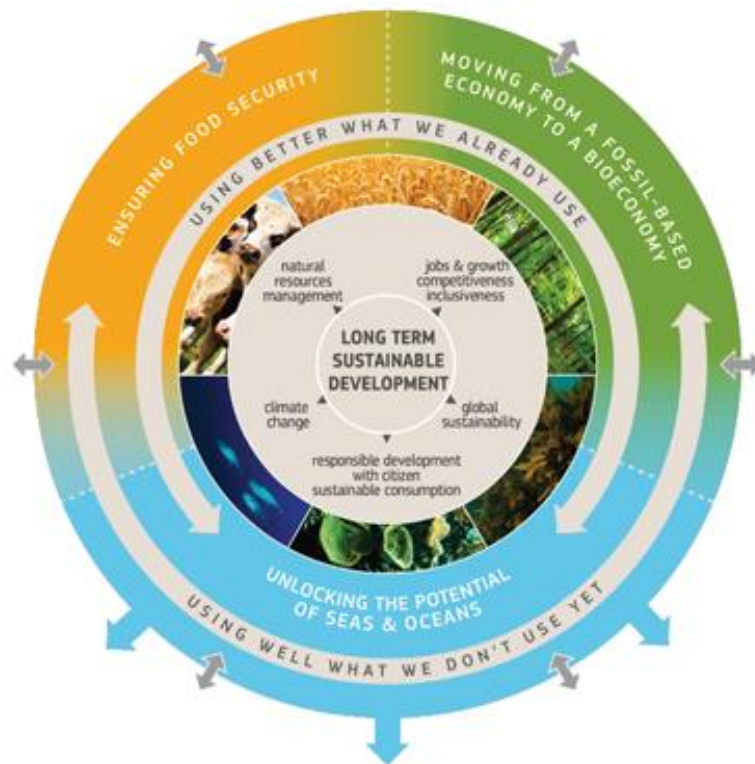 ENSURING FOOD SECURITY
MOVING FROM A FOSSIL-BASED
ECONOMY TO A BIOECONOMY
USING BETTER WHAT WE ALREADY USE
natural
resources
management
jobs & growth
competitiveness
inclusiveness
LONG TERM
SUSTAINABLE
DEVELOPMENT
climate
change
global
sustainability
responsible development
with citizen
sustainable consumption
UNLOCKING THE POTENTIAL
OF SEAS & OCEANS
USING WELL WHAT WE DON'T USE YET